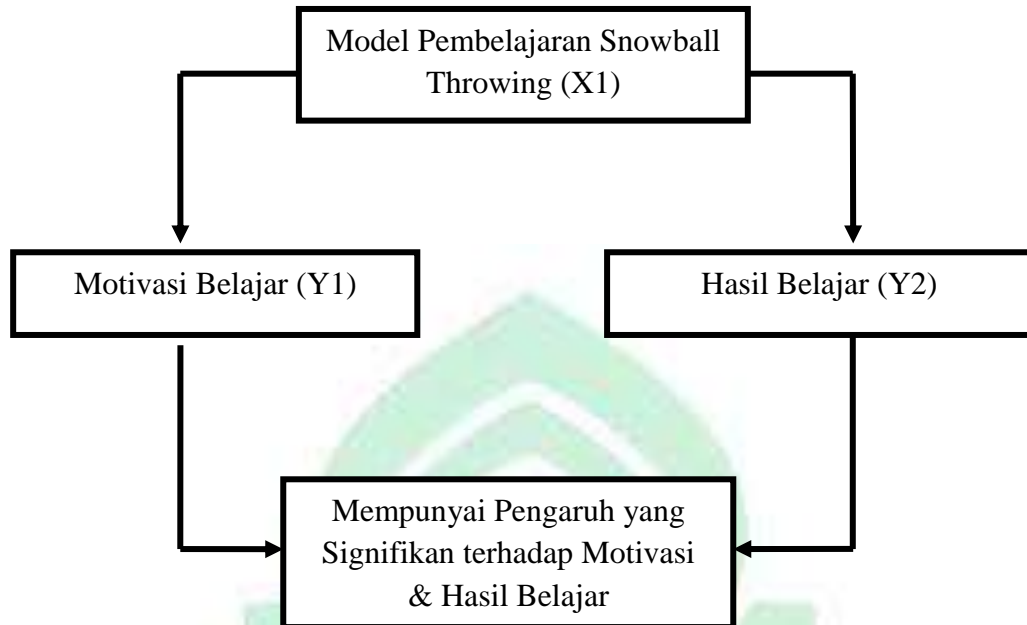 Model Pembelajaran Snowball
Throwing (X1)
Motivasi Belajar (Y1)
Hasil Belajar (Y2)
Mempunyai Pengaruh yang
Signifikan terhadap Motivasi
& Hasil Belajar